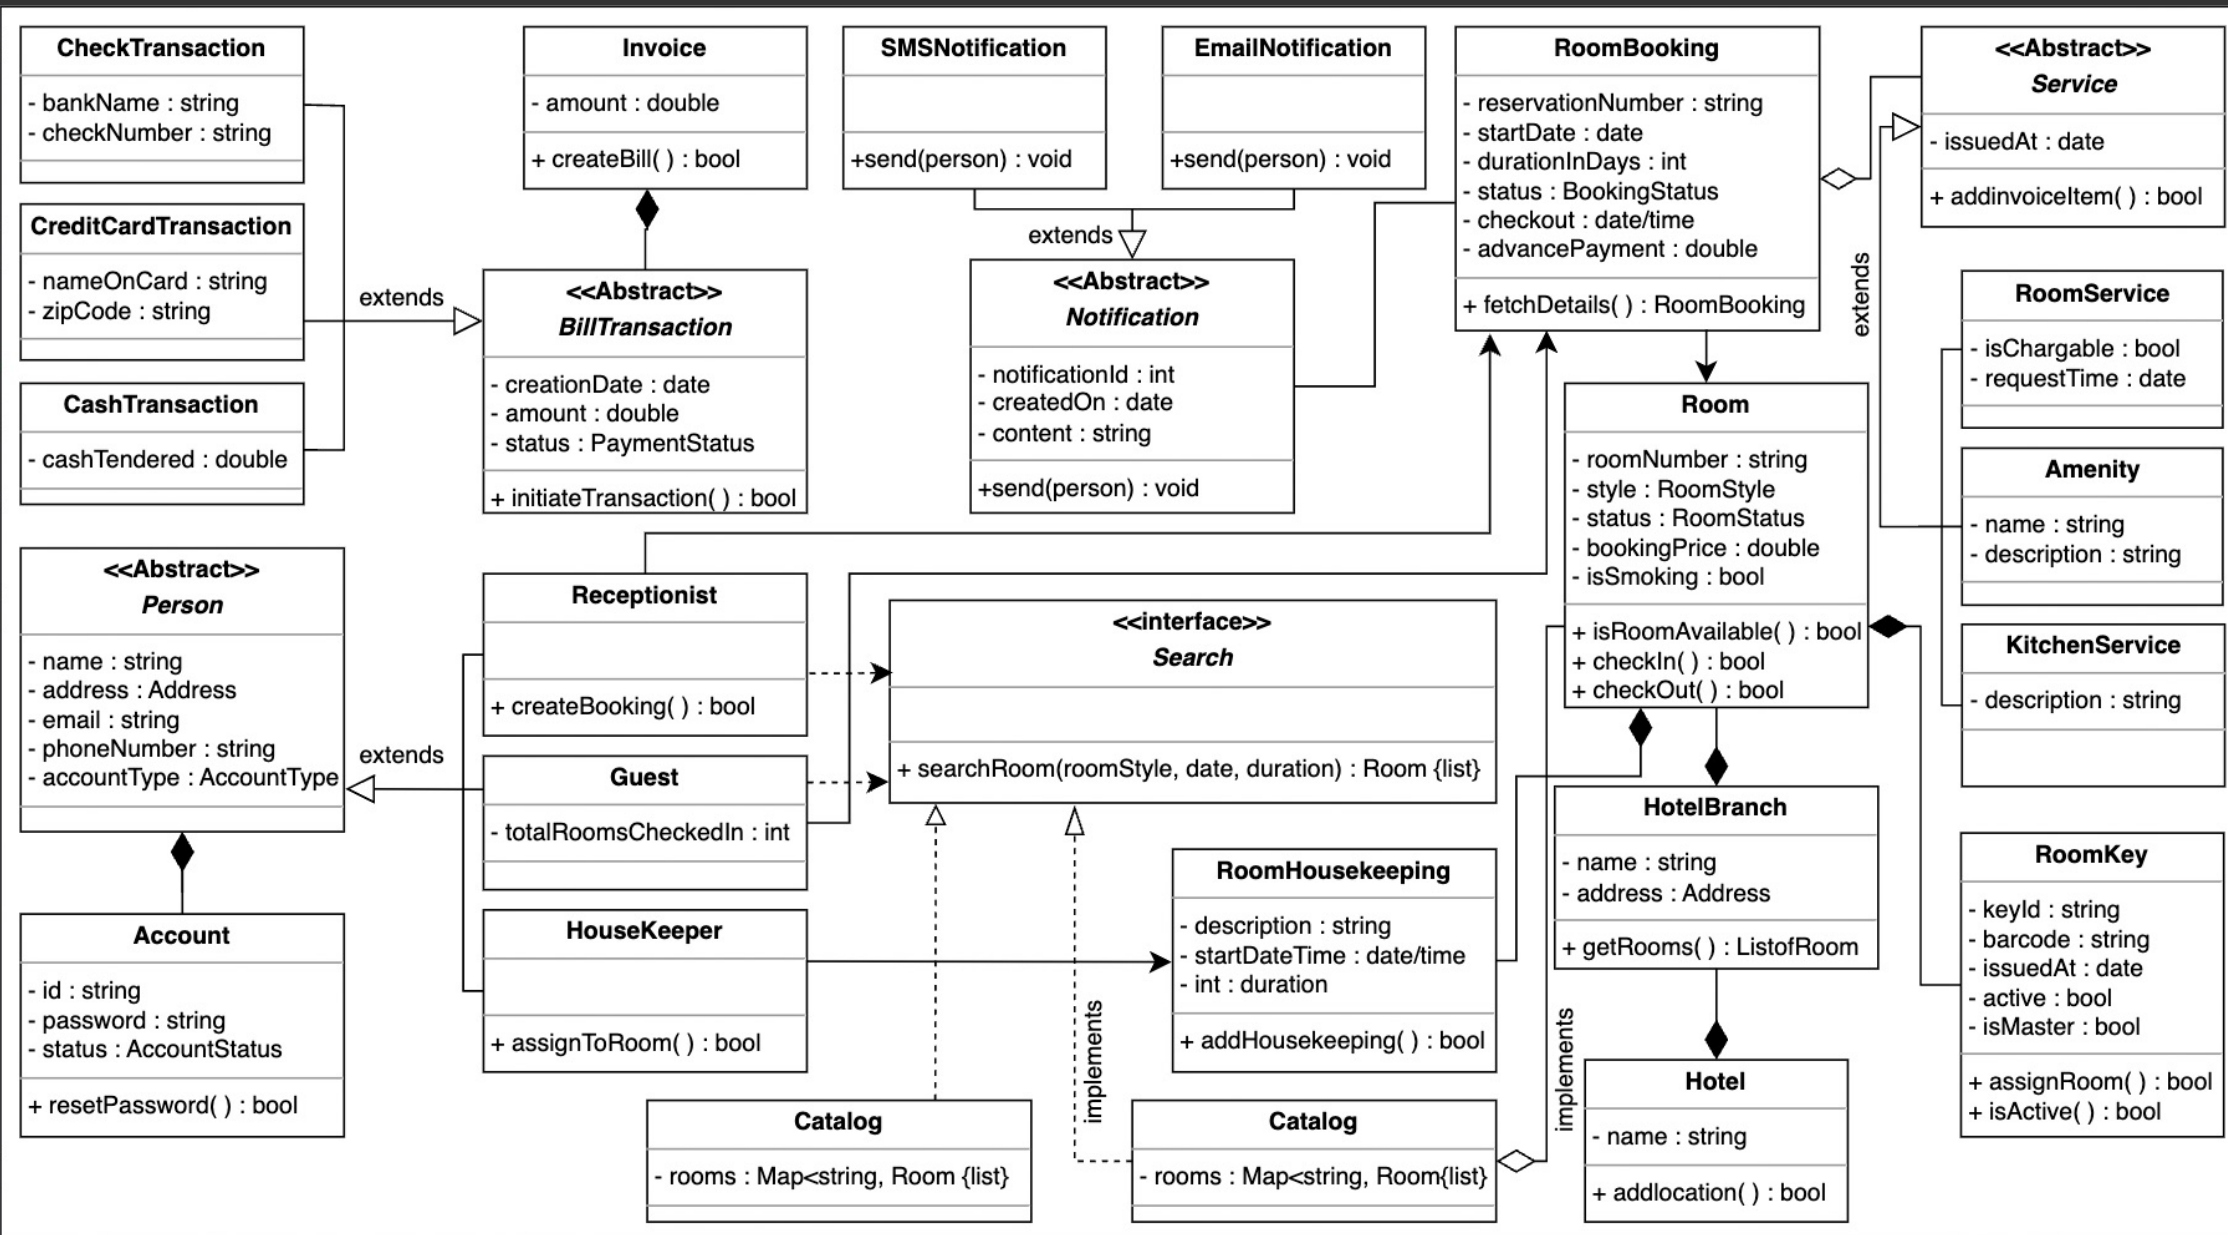 CheckTransaction
- bankName : string
- checkNumber : string
CreditCardTransaction
- nameOnCard : string
- zipCode : string
CashTransaction
- cashTendered : double
extends
Invoice
- amount : double
+ createBill( ) : bool
<<Abstract>>
BillTransaction
- creationDate : date
- amount : double
- status : PaymentStatus
+ initiateTransaction( ) : bool
SMSNotification
+send(person) : void
EmailNotification
+send(person) : void
extends
<<Abstract>>
Notification
- notificationId : int
- createdOn : date
- content : string
+send(person) : void
RoomBooking
- reservationNumber : string
- startDate : date
- durationInDays : int
- status : BookingStatus
- checkout : date/time
- advancePayment : double
+ fetchDetails( ) : RoomBooking
<<Abstract>>
Service
- issuedAt : date
+ addinvoiceItem( ) : bool
extends
RoomService
- isChargable : bool
- requestTime : date
Amenity
- name : string
- description : string
KitchenService
- description : string
Room
- roomNumber : string
- style : RoomStyle
- status : RoomStatus
- bookingPrice : double
- isSmoking : bool
+ isRoomAvailable( ) : bool
+ checkIn( ) : bool
+ checkOut( ) : bool
<<Abstract>>
Person
- name : string
- address : Address
- email : string
- phoneNumber : string
- accountType : AccountType
extends
Account
- id : string
- password : string
- status : AccountStatus
+ resetPassword( ) : bool
Receptionist
+ createBooking( ) : bool
Guest
- totalRoomsCheckedIn : int
HouseKeeper
+ assignToRoom( ) : bool
<<interface>>
Search
+ searchRoom(roomStyle, date, duration) : Room {list}
RoomHousekeeping
- description : string
- startDateTime : date/time
- int : duration
+ addHousekeeping( ) : bool
HotelBranch
- name : string
- address : Address
+ getRooms( ) : ListofRoom
RoomKey
- keyId : string
- barcode : string
- issuedAt : date
- active : bool
- isMaster : bool
+ assignRoom( ) : bool
+ isActive( ) : bool
Catalog
- rooms : Map<string, Room {list}
implements
Catalog
- rooms : Map<string, Room{list}
implements
Hotel
- name : string
+ addlocation( ) : bool